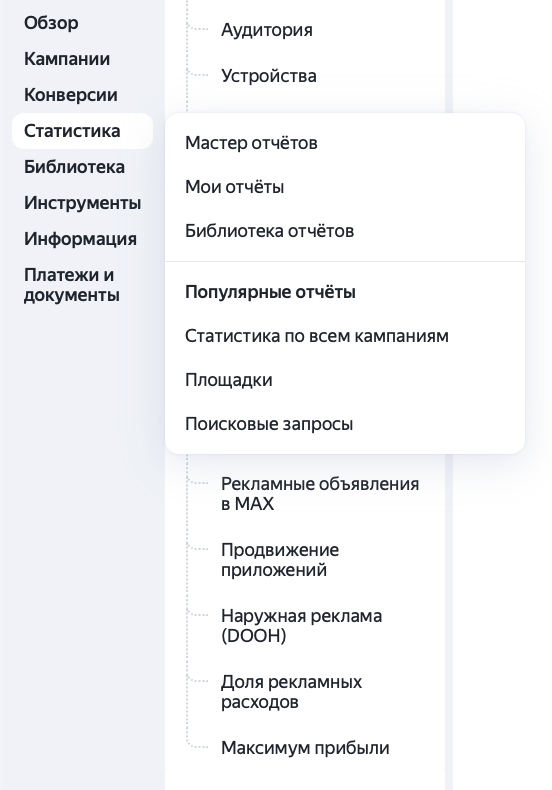 Обзор
Кампании
Конверсии
Статистика
Библиотека
Инструменты
Информация
Платежи и
документы
Аудитория
Устройства
Мастер отчётов
Мои отчёты
Библиотека отчётов
Популярные отчёты
Статистика по всем кампаниям
Площадки
Поисковые запросы
Рекламные объявления
в MAX
Продвижение
приложений
Наружная реклама
(DOOH)
Доля рекламных
расходов
Максимум прибыли